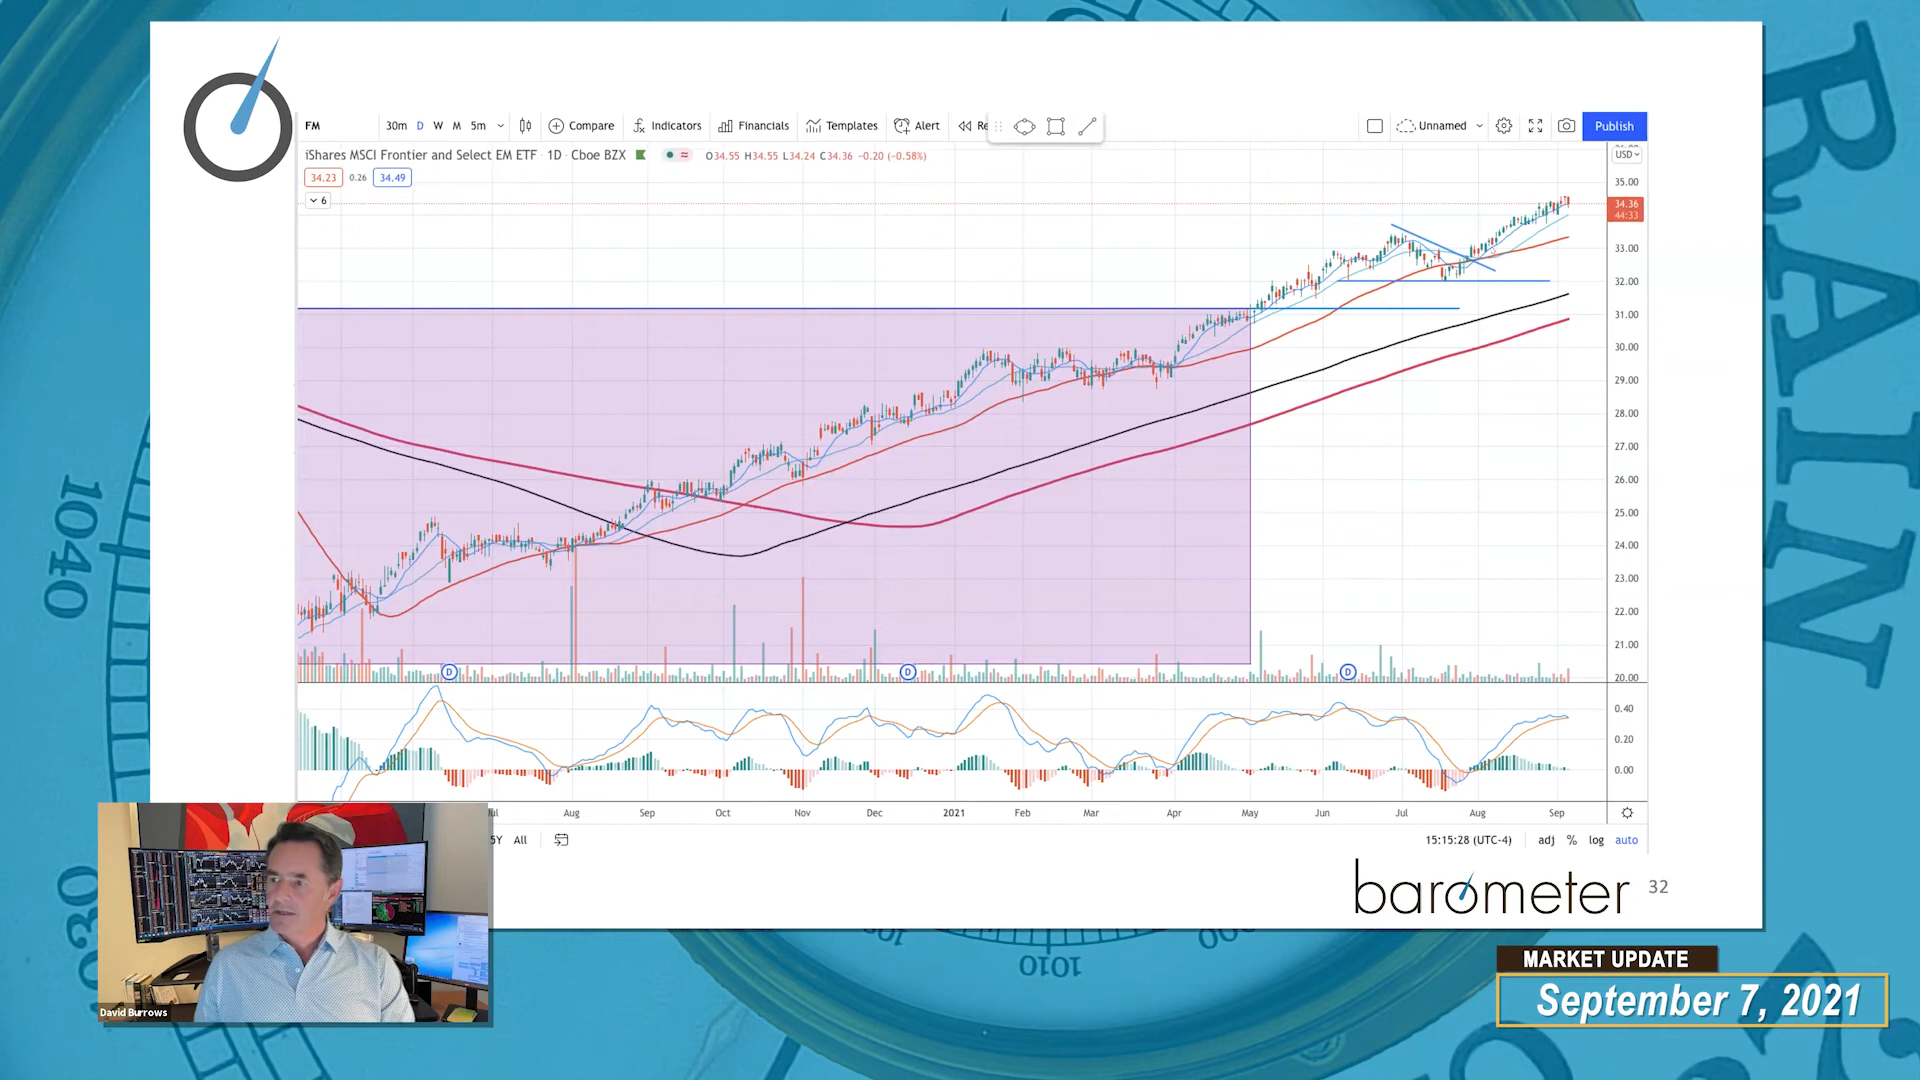 FM 30m D W M 5m Compare Indicators Financials Templates Alert Re Unnamed Publish
iShares MSCI Frontier and Select EM ETF · 1D · Cboe BZX O34.55 H34.55 L34.24 C34.36 -0.20 (-0.58%)
USD
34.23 0.26 34.49
6
35.00
34.36
44:33
33.00
32.00
31.00
30.00
29.00
28.00
27.00
26.00
25.00
24.00
23.00
22.00
21.00
20.00
D D D
0.40
0.20
0.00
Aug Sep Oct Nov Dec 2021 Feb Mar Apr May Jun Jul Aug Sep
5Y All 15:15:28 (UTC-4) adj % log auto
barometer 32
David Burrows
MARKET UPDATE
September 7, 2021
RAIN
1040
1030
1010